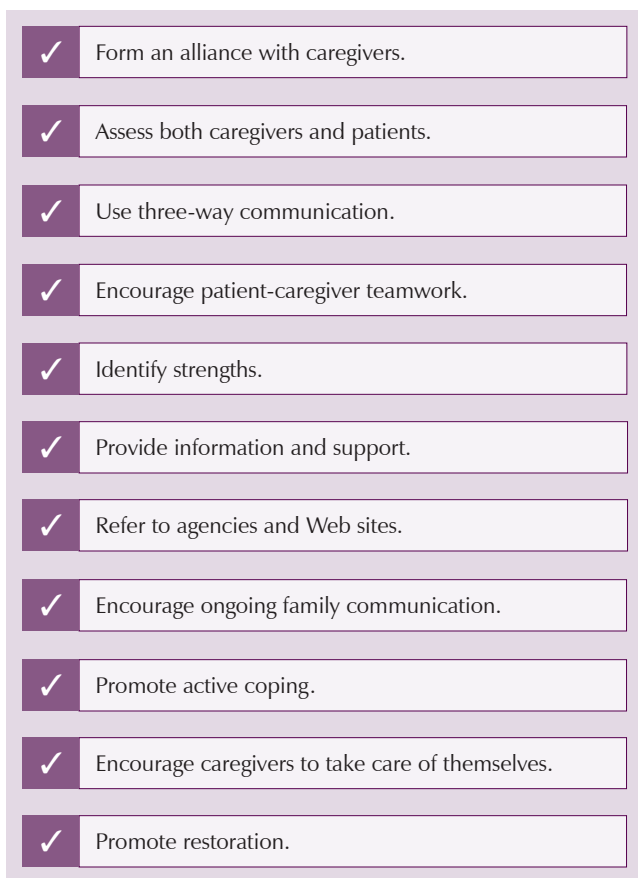 ✓ Form an alliance with caregivers.
✓ Assess both caregivers and patients.
✓ Use three-way communication.
✓ Encourage patient-caregiver teamwork.
✓ Identify strengths.
✓ Provide information and support.
✓ Refer to agencies and Web sites.
✓ Encourage ongoing family communication.
✓ Promote active coping.
✓ Encourage caregivers to take care of themselves.
✓ Promote restoration.